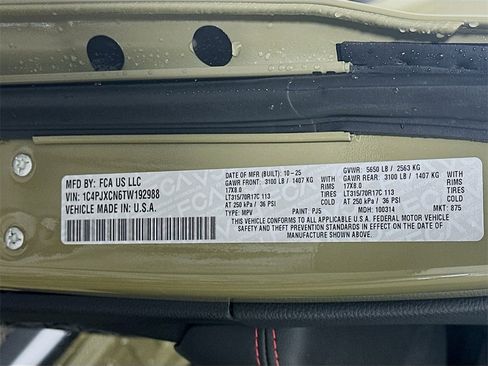 MFD BY: FCA US LLC
VIN: 1C4PJXCN6TW192988
VEHICLE MADE IN: U.S.A.
DATE OF MFR (BUILT): 10-25
GAWR FRONT: 3100 LB / 1407 KG
17X8.0 RIMS
LT315/70R17C 113 TIRES
AT 250 kPa / 36 PSI COLD
GVWR: 5650 LB / 2563 KG
GAWR REAR: 3100 LB / 1407 KG
17X8.0 RIMS
LT315/70R17C 113 TIRES
AT 250 kPa / 36 PSI COLD
TYPE: MPV PAINT: PJ5 MDH: 100314 MKT: 875
THIS VEHICLE CONFORMS TO ALL APPLICABLE U.S.A. FEDERAL MOTOR VEHICLE
SAFETY AND THEFT PREVENTION STANDARDS IN EFFECT ON THE DATE OF
MANUFACTURE SHOWN ABOVE.